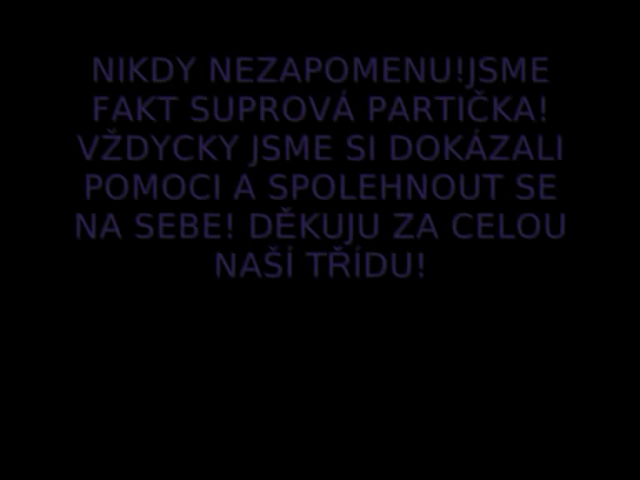 NIKDY NEZAPOMENU!JSME
FAKT SUPROVÁ PARTIČKA!
VŽDYCKY JSME SI DOKÁZALI
POMOCI A SPOLEHNOUT SE
NA SEBE! DĚKUJU ZA CELOU
NAŠÍ TŘÍDU!